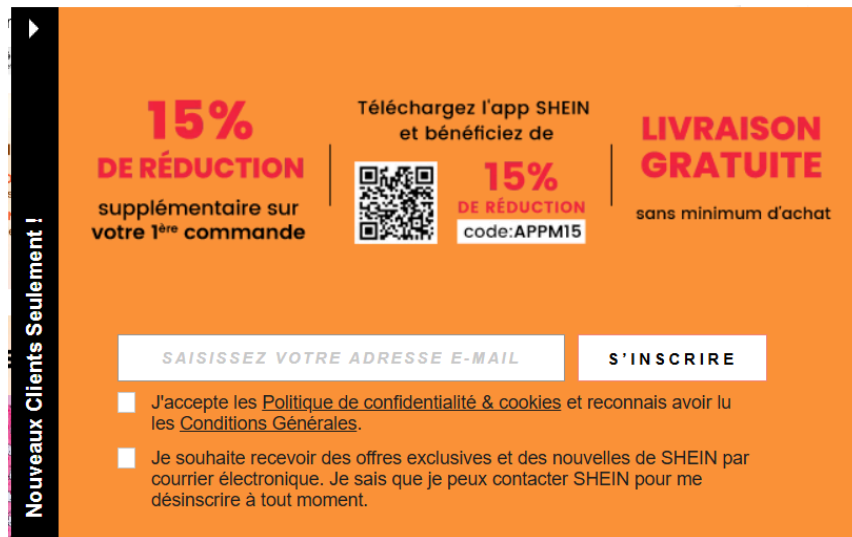 Nouveaux Clients Seulement !
15%
DE RÉDUCTION
supplémentaire sur
votre 1ère commande
Téléchargez l'app SHEIN
et bénéficiez de
15%
DE RÉDUCTION
code:APPM15
LIVRAISON
GRATUITE
sans minimum d'achat
SAISISSEZ VOTRE ADRESSE E-MAIL
S'INSCRIRE
J'accepte les Politique de confidentialité & cookies et reconnais avoir lu
les Conditions Générales.
Je souhaite recevoir des offres exclusives et des nouvelles de SHEIN par
courrier électronique. Je sais que je peux contacter SHEIN pour me
désinscrire à tout moment.